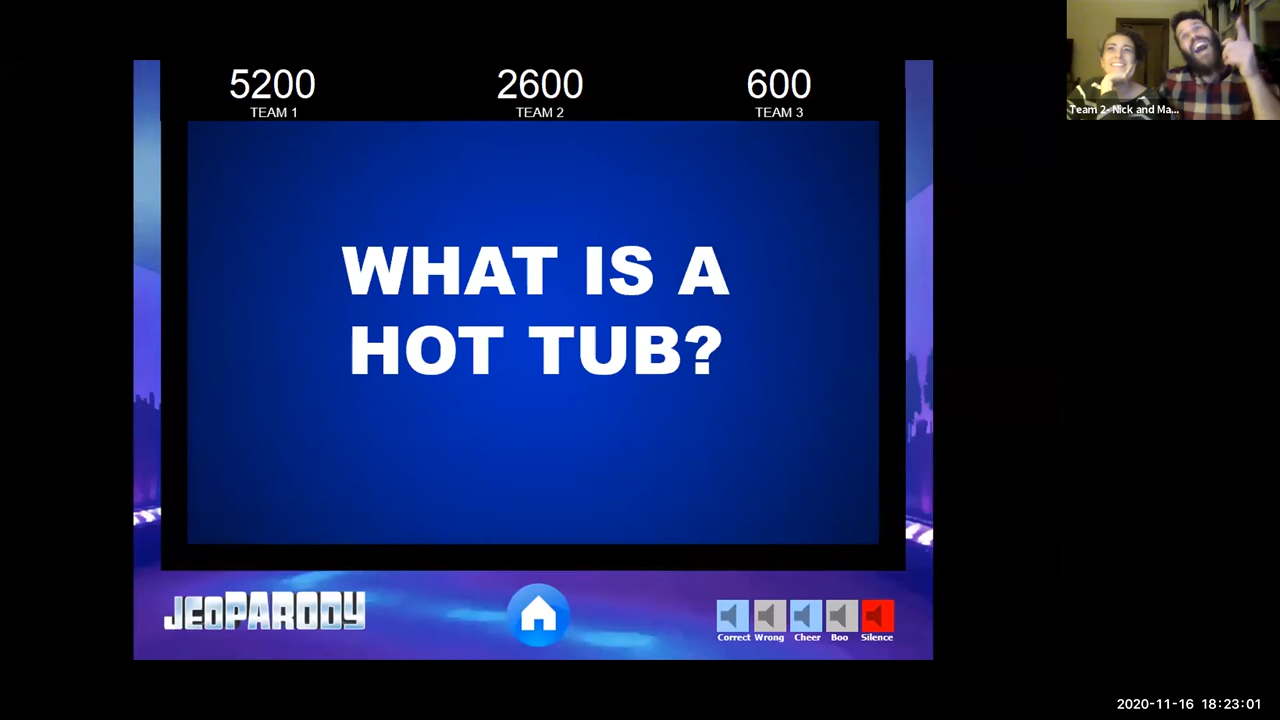 5200 2600 600
TEAM 1 TEAM 2 TEAM 3
Team 2- Nick and Ma...
WHAT IS A
HOT TUB?
JEOPARODY
Correct Wrong Cheer Boo Silence
2020-11-16 18:23:01